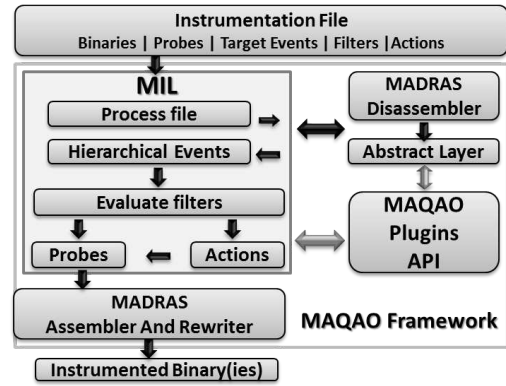 Instrumentation File
Binaries | Probes | Target Events | Filters |Actions
MIL
Process file
Hierarchical Events
Evaluate filters
Probes
Actions
MADRAS
Disassembler
Abstract Layer
MAQAO
Plugins
API
MADRAS
Assembler And Rewriter
MAQAO Framework
Instrumented Binary(ies)